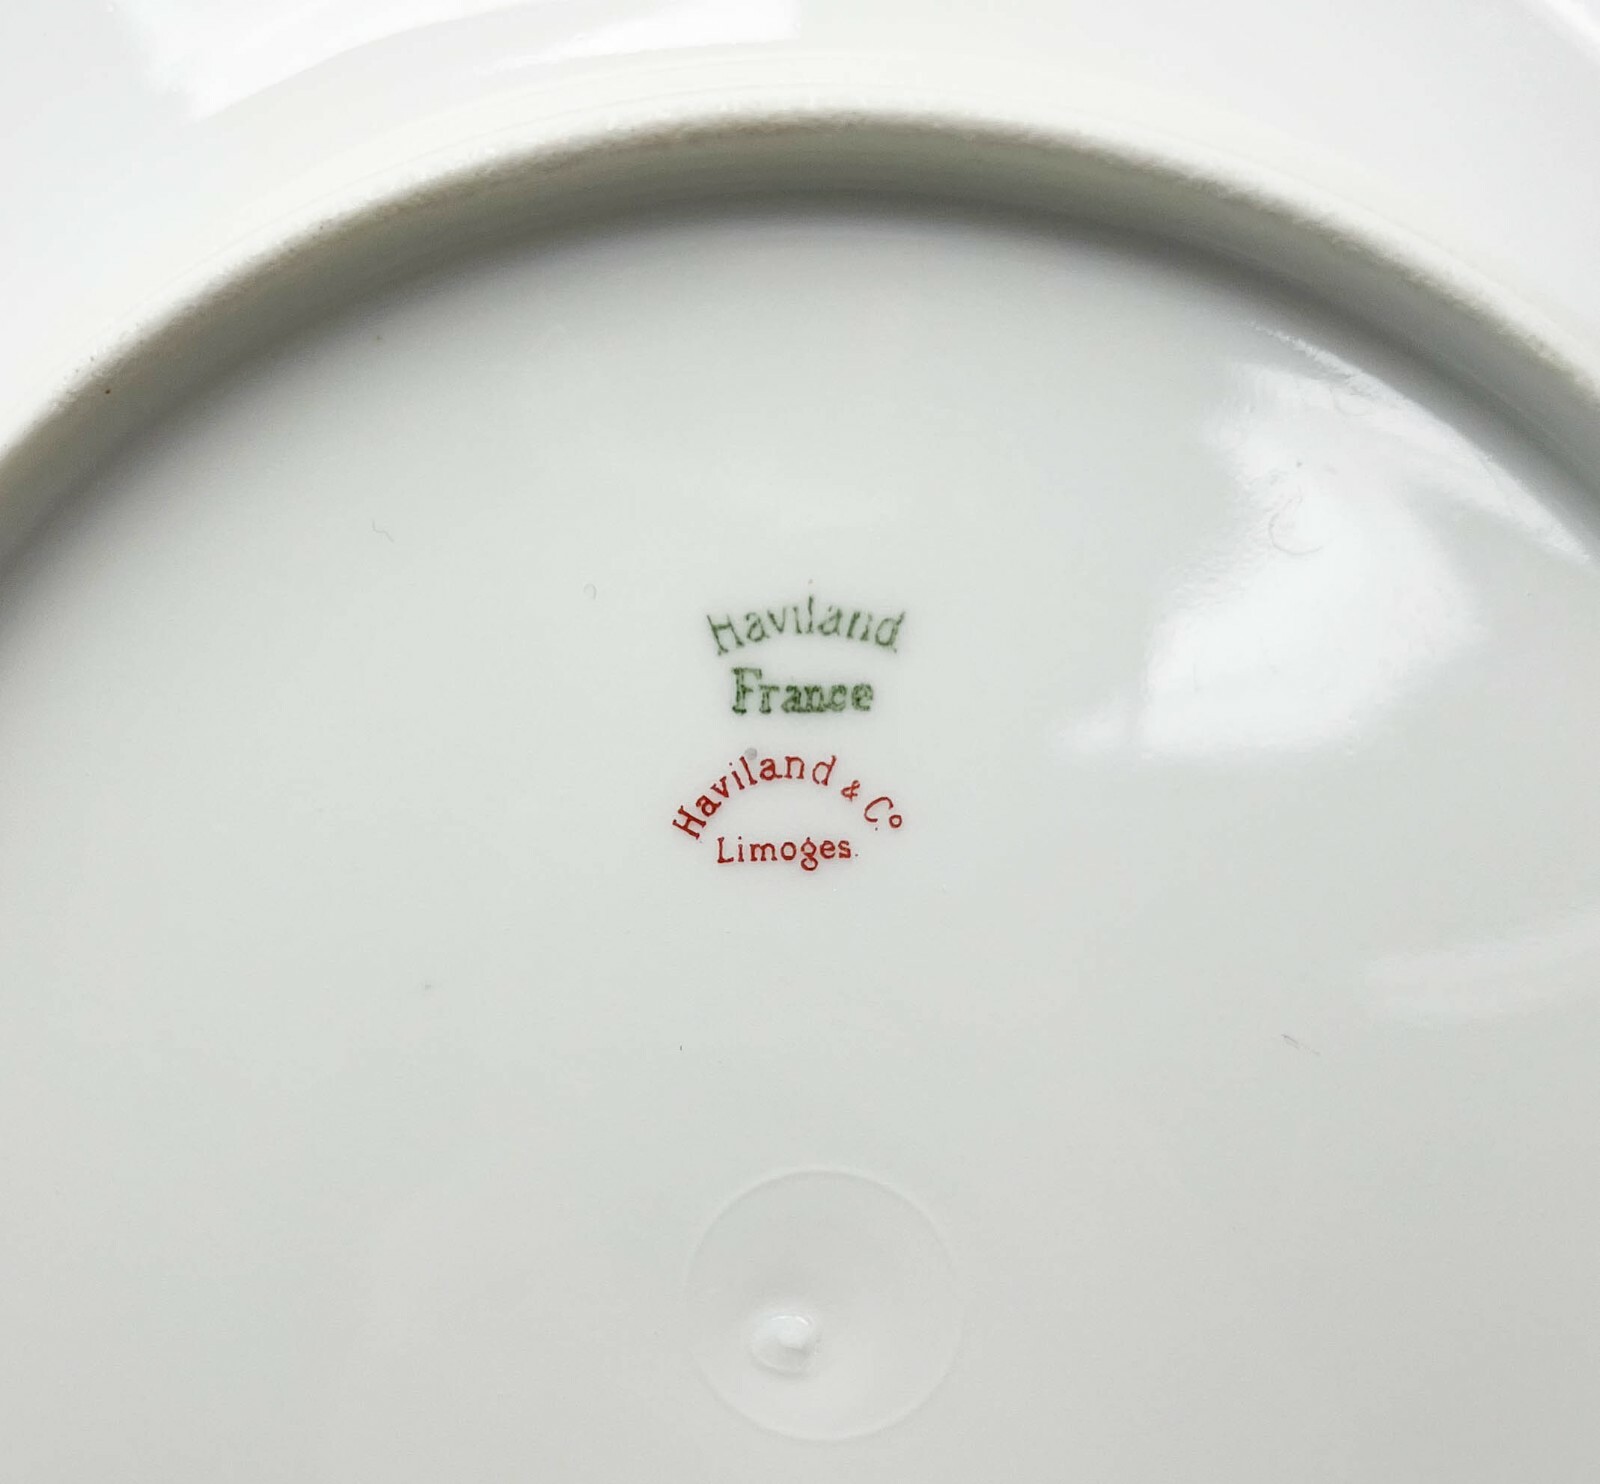 Haviland
France
Haviland & Co
Limoges.